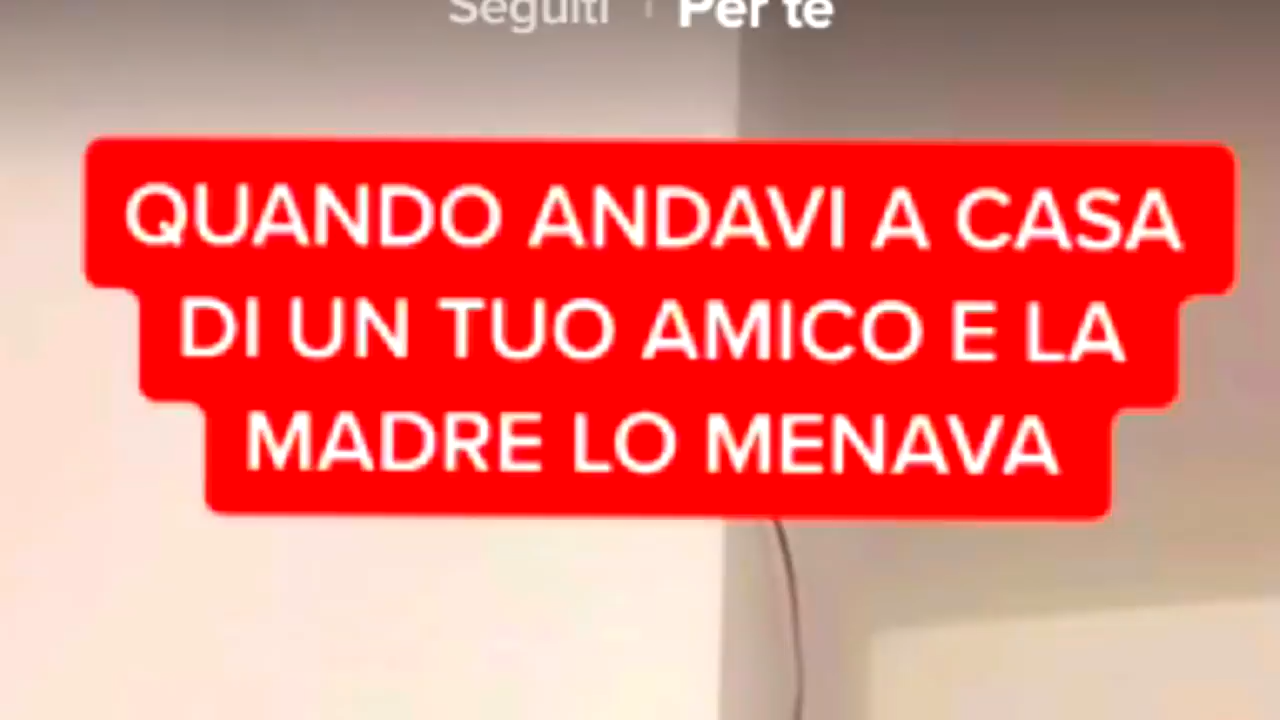 Seguiti | Per te
QUANDO ANDAVI A CASA
DI UN TUO AMICO E LA
MADRE LO MENAVA